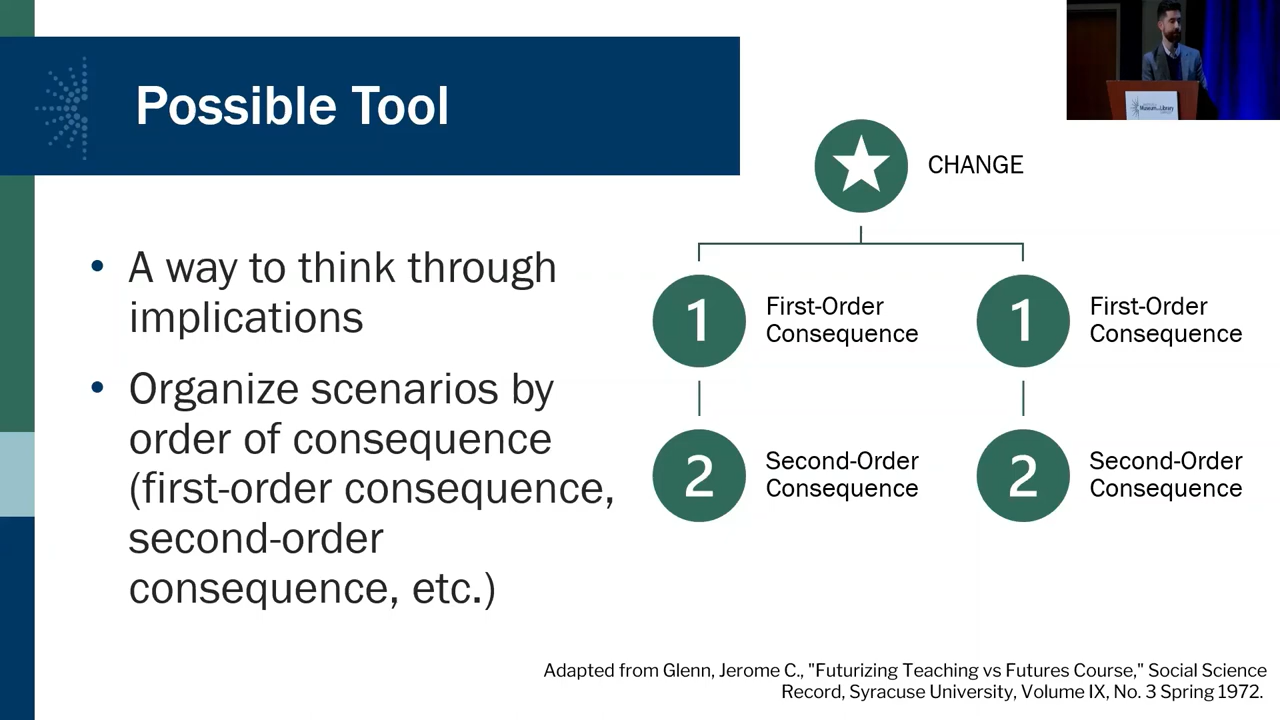 Possible Tool
• A way to think through
implications
• Organize scenarios by
order of consequence
(first-order consequence,
second-order
consequence, etc.)
CHANGE
1 First-Order
Consequence
1 First-Order
Consequence
2 Second-Order
Consequence
2 Second-Order
Consequence
Adapted from Glenn, Jerome C., "Futurizing Teaching vs Futures Course," Social Science
Record, Syracuse University, Volume IX, No. 3 Spring 1972.
Museum and Library